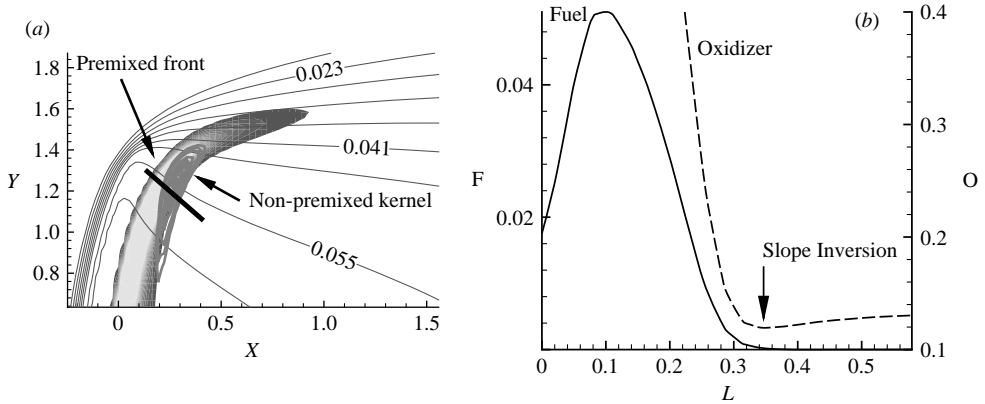 (a)
Premixed front
0.023
0.041
Non-premixed kernel
0.055
Y
1.8
1.6
1.4
1.2
1.0
0.8
0
0.5
1.0
1.5
X
(b)
Fuel
Oxidizer
Slope Inversion
F
0.04
0.02
O
0.4
0.3
0.2
0.1
0
0.1
0.2
0.3
0.4
0.5
L